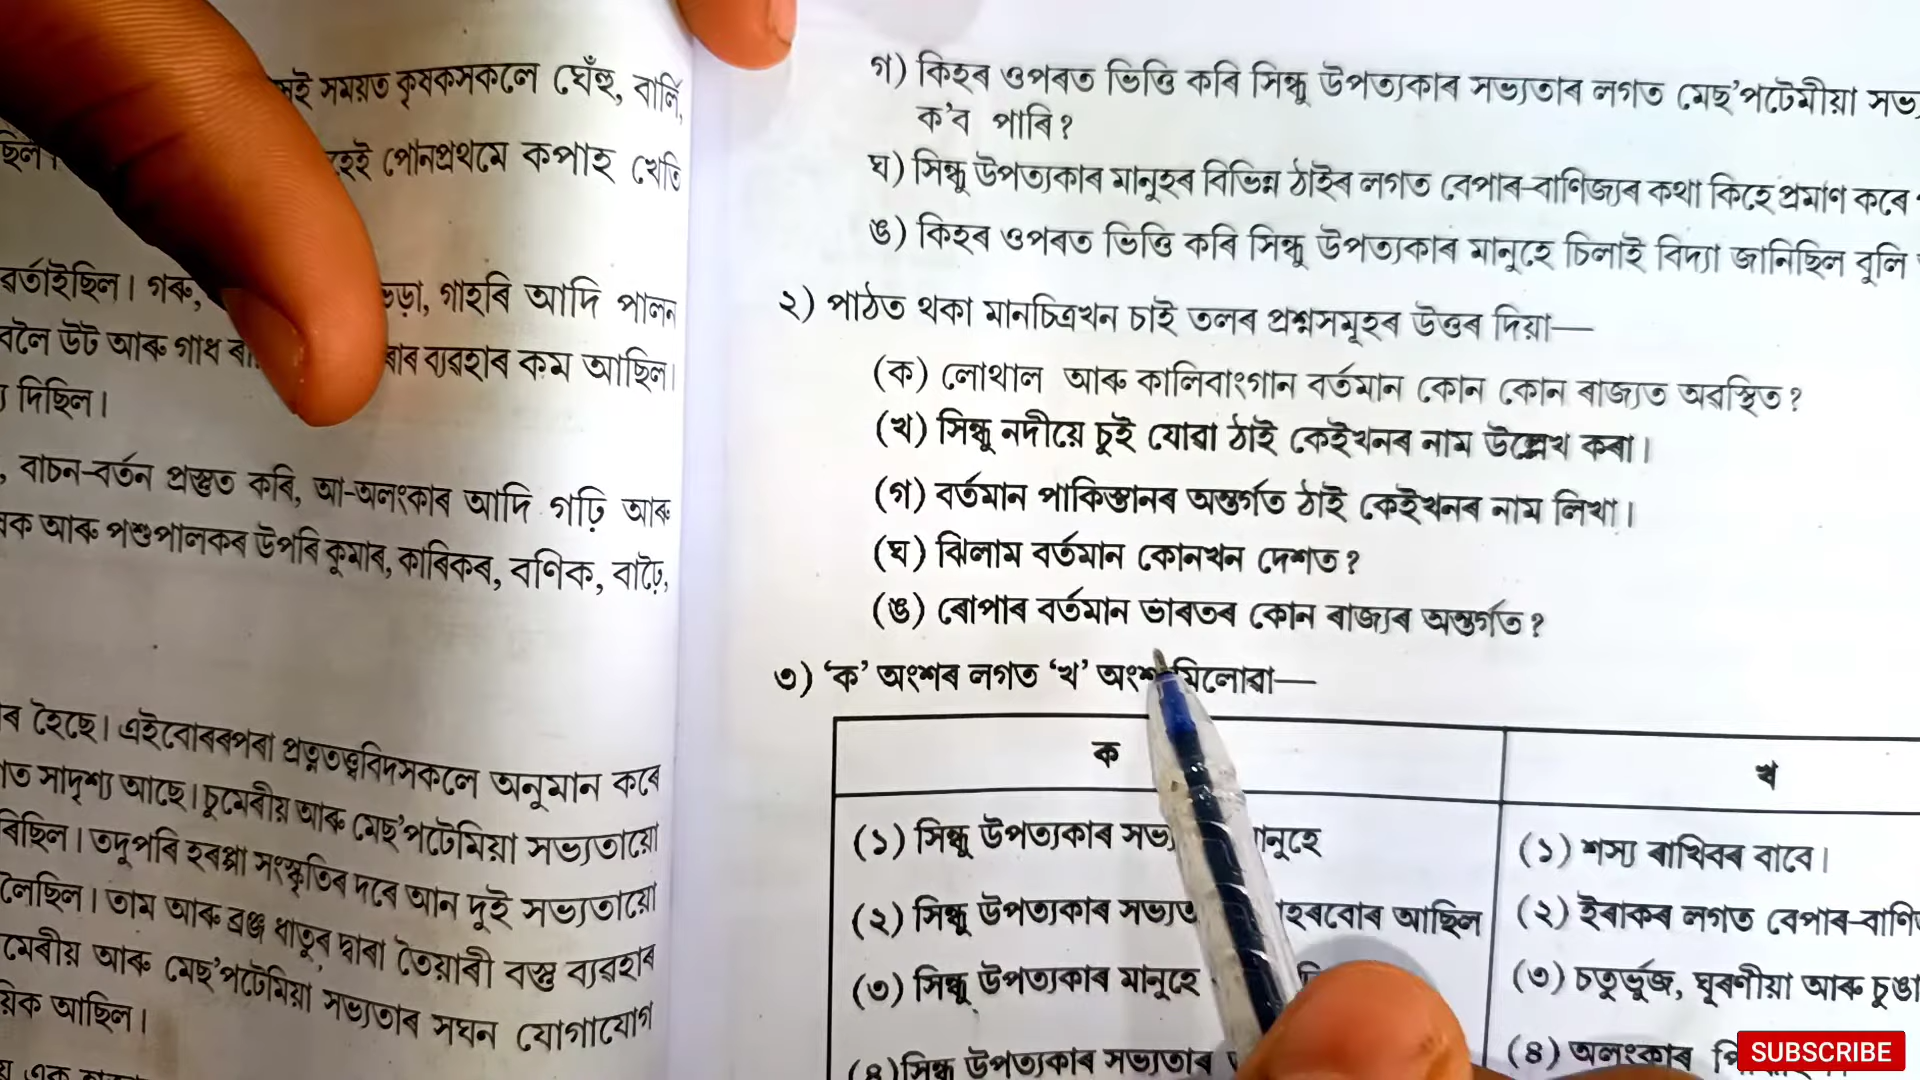 সময়ত কৃষকসকলে ঘেঁহু, বাৰ্লি,
পোনপ্ৰথমে কপাহ খেতি
গৰু,
গাহৰি আদি পালন
উট আৰু গাধ
ব্যৱহাৰ কম আছিল।
দিছিল।
, বাচন-বৰ্তন প্ৰস্তুত কৰি, আ-অলংকাৰ আদি গঢ়ি আৰু
আৰু পশুপালকৰ উপৰি কুমাৰ, কাৰিকৰ, বণিক, বাঢ়ৈ,
হৈছে। এইবোৰৰপৰা প্ৰত্নতত্ত্ববিদসকলে অনুমান কৰে
সাদৃশ্য আছে। চুমেৰীয় আৰু মেছ'পটেমিয়া সভ্যতায়ো
তদুপৰি হৰপ্পা সংস্কৃতিৰ দৰে আন দুই সভ্যতায়ো
তাম আৰু ব্ৰঞ্জ ধাতুৰ দ্বাৰা তৈয়াৰী বস্তু ব্যৱহাৰ
আৰু মেছ'পটেমিয়া সভ্যতাৰ সঘন যোগাযোগ
আছিল।
গ) কিহৰ ওপৰত ভিত্তি কৰি সিন্ধু উপত্যকাৰ সভ্যতাৰ লগত মেছ'পটেমীয়া
ক'ব পাৰি?
ঘ) সিন্ধু উপত্যকাৰ মানুহৰ বিভিন্ন ঠাইৰ লগত বেপাৰ-বাণিজ্যৰ কথা কিহে প্ৰমাণ কৰে
ঙ) কিহৰ ওপৰত ভিত্তি কৰি সিন্ধু উপত্যকাৰ মানুহে চিলাই বিদ্যা জানিছিল বুলি
২) পাঠত থকা মানচিত্ৰখন চাই তলৰ প্ৰশ্নসমূহৰ উত্তৰ দিয়া—
(ক) লোথাল আৰু কালিবাংগান বৰ্তমান কোন কোন ৰাজ্যত অৱস্থিত?
(খ) সিন্ধু নদীয়ে চুই যোৱা ঠাই কেইখনৰ নাম উল্লেখ কৰা।
(গ) বৰ্তমান পাকিস্তানৰ অন্তৰ্গত ঠাই কেইখনৰ নাম লিখা।
(ঘ) ঝিলাম বৰ্তমান কোনখন দেশত?
(ঙ) ৰোপাৰ বৰ্তমান ভাৰতৰ কোন ৰাজ্যৰ অন্তৰ্গত?
৩) 'ক' অংশৰ লগত 'খ' অংশ মিলোৱা—
ক
খ
(১) সিন্ধু উপত্যকাৰ
(১) শস্য ৰাখিবৰ বাবে।
(২) সিন্ধু উপত্যকাৰ আছিল
(২) ইৰাকৰ লগত
(৩) সিন্ধু উপত্যকাৰ মানুহে
(৩) চতুৰ্ভুজ, ঘূৰণীয়া আৰু
(৪) সিন্ধু উপত্যকাৰ সভ্যতাৰ
(৪) অলংকাৰ
SUBSCRIBE